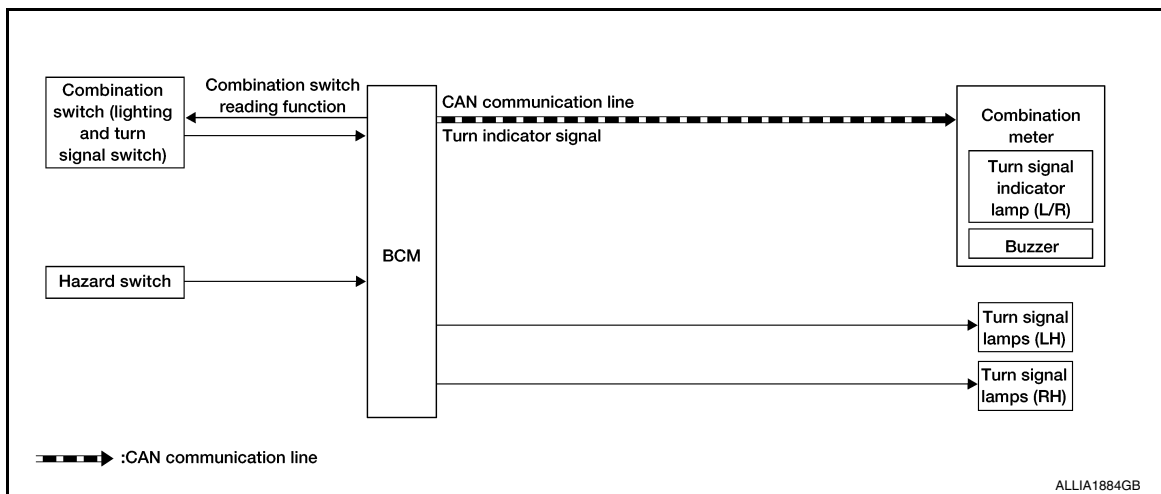 Combination
switch (lighting
and turn
signal switch)
Combination switch
reading function
CAN communication line
Turn indicator signal
Combination
meter
Turn signal
indicator
lamp (L/R)
Buzzer
BCM
Hazard switch
Turn signal
lamps (LH)
Turn signal
lamps (RH)
:CAN communication line
ALLIA1884GB